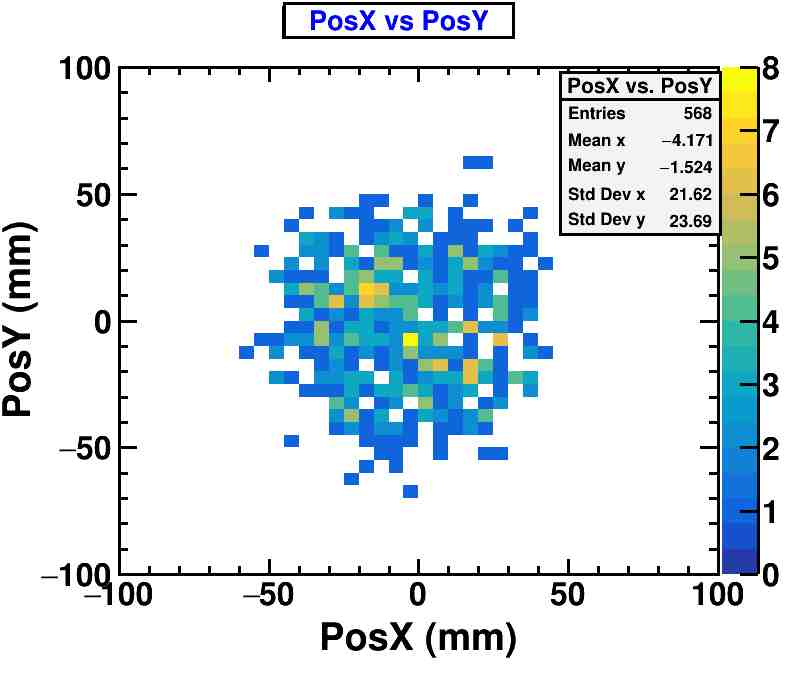 PosX vs PosY
PosX vs. PosY
Entries 568
Mean x −4.171
Mean y −1.524
Std Dev x 21.62
Std Dev y 23.69
PosY (mm)
100
50
0
−50
−100
−100 −50 0 50 100
PosX (mm)
8
7
6
5
4
3
2
1
0